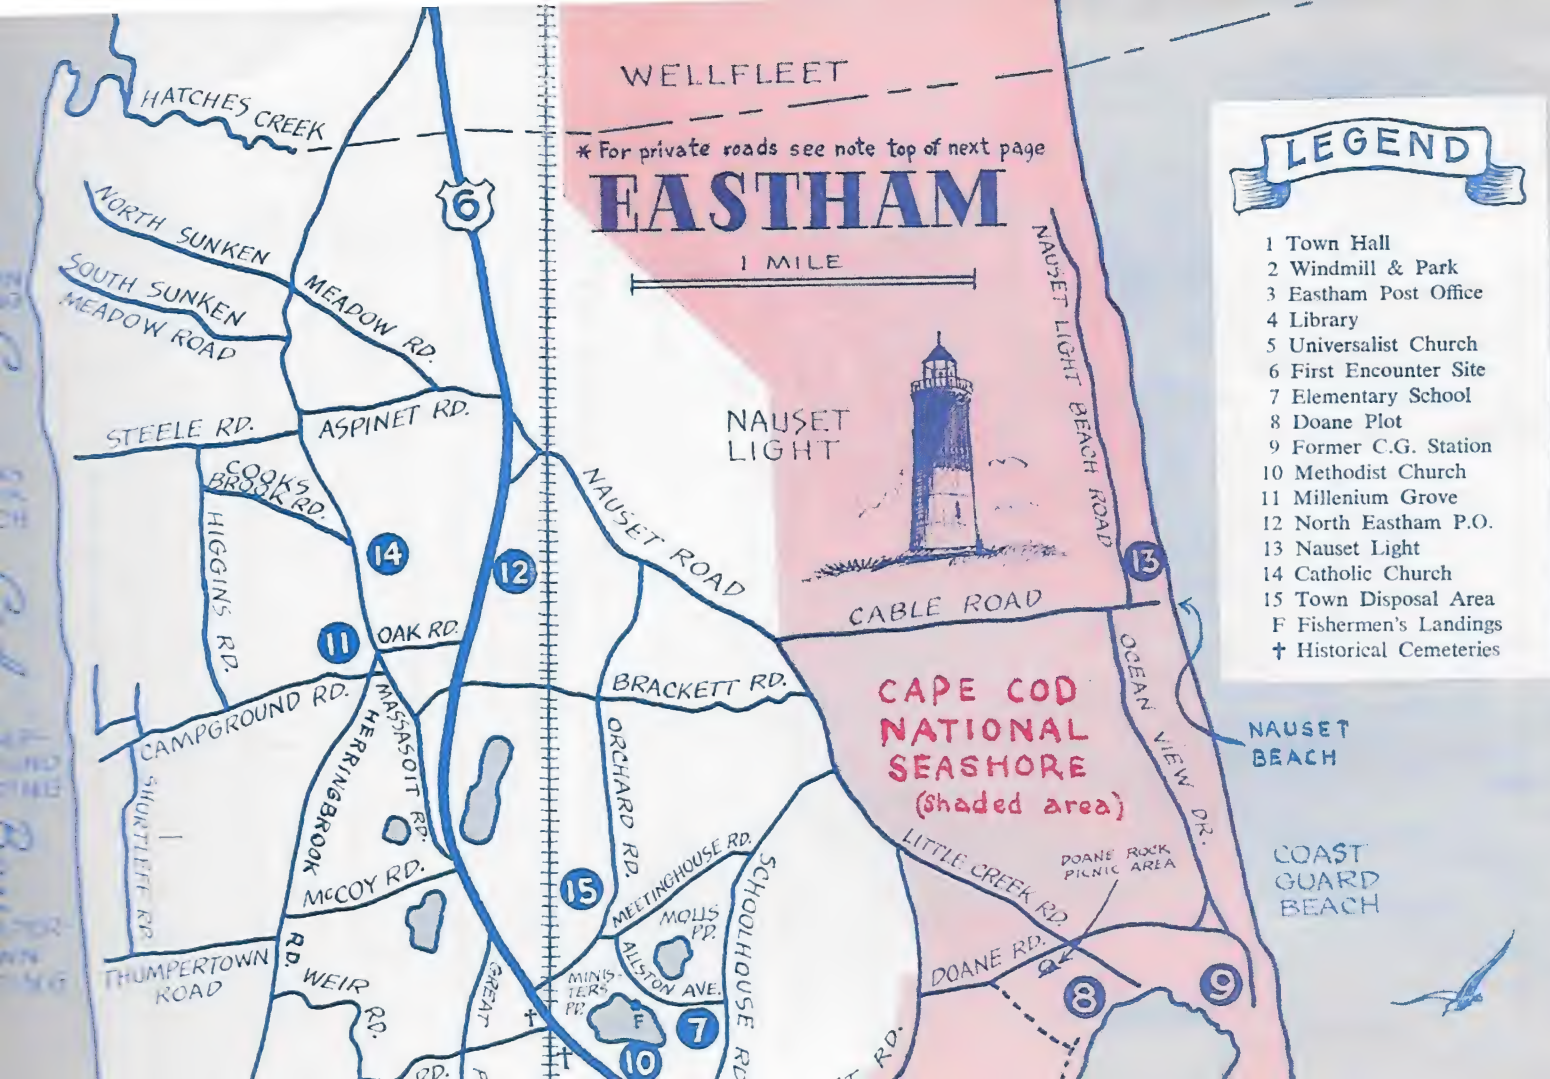 WELLFLEET
HATCHES CREEK
* For private roads see note top of next page
EASTHAM
1 MILE
6
NORTH SUNKEN MEADOW RD.
SOUTH SUNKEN
MEADOW ROAD
STEELE RD.
ASPINET RD.
COOKS
BROOK RD.
HIGGINS RD.
NAUSET
LIGHT
NAUSET ROAD
NAUSET LIGHT BEACH ROAD
14
12
13
11
OAK RD.
CABLE ROAD
BRACKETT RD.
CAMPGROUND RD.
MASSASOIT RD.
HERRINGBROOK RD.
ORCHARD RD.
SHURTLEFF RD.
CAPE COD
NATIONAL
SEASHORE
(shaded area)
OCEAN VIEW DR.
NAUSET
BEACH
COAST
GUARD
BEACH
LITTLE CREEK RD.
DOANE ROCK
PICNIC AREA
DOANE RD.
MCCOY RD.
15
MEETINGHOUSE RD.
SCHOOLHOUSE RD.
MOLLS
PD.
ALLSTON AVE.
MINIS-
TERS
PD.
F
THUMPERTOWN
ROAD
WEIR RD.
GREAT
†
†
7
10
8
9
RD.
RD.
LEGEND
1 Town Hall
2 Windmill & Park
3 Eastham Post Office
4 Library
5 Universalist Church
6 First Encounter Site
7 Elementary School
8 Doane Plot
9 Former C.G. Station
10 Methodist Church
11 Millenium Grove
12 North Eastham P.O.
13 Nauset Light
14 Catholic Church
15 Town Disposal Area
F Fishermen's Landings
† Historical Cemeteries